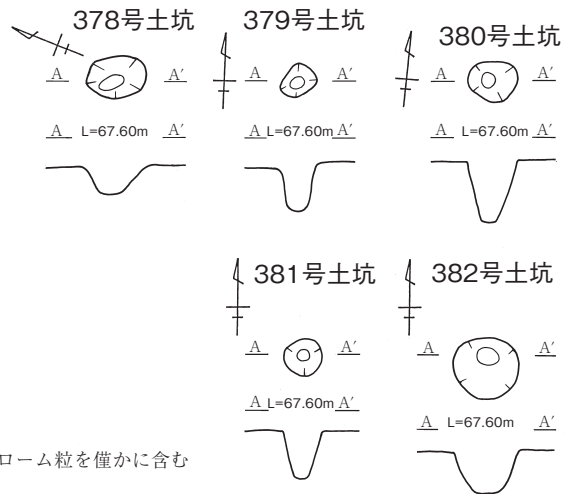 378号土坑
A A′
A L=67.60m A′
379号土坑
A A′
A L=67.60m A′
380号土坑
A A′
A L=67.60m A′
381号土坑
A A′
A L=67.60m A′
382号土坑
A A′
A L=67.60m A′
ローム粒を僅かに含む